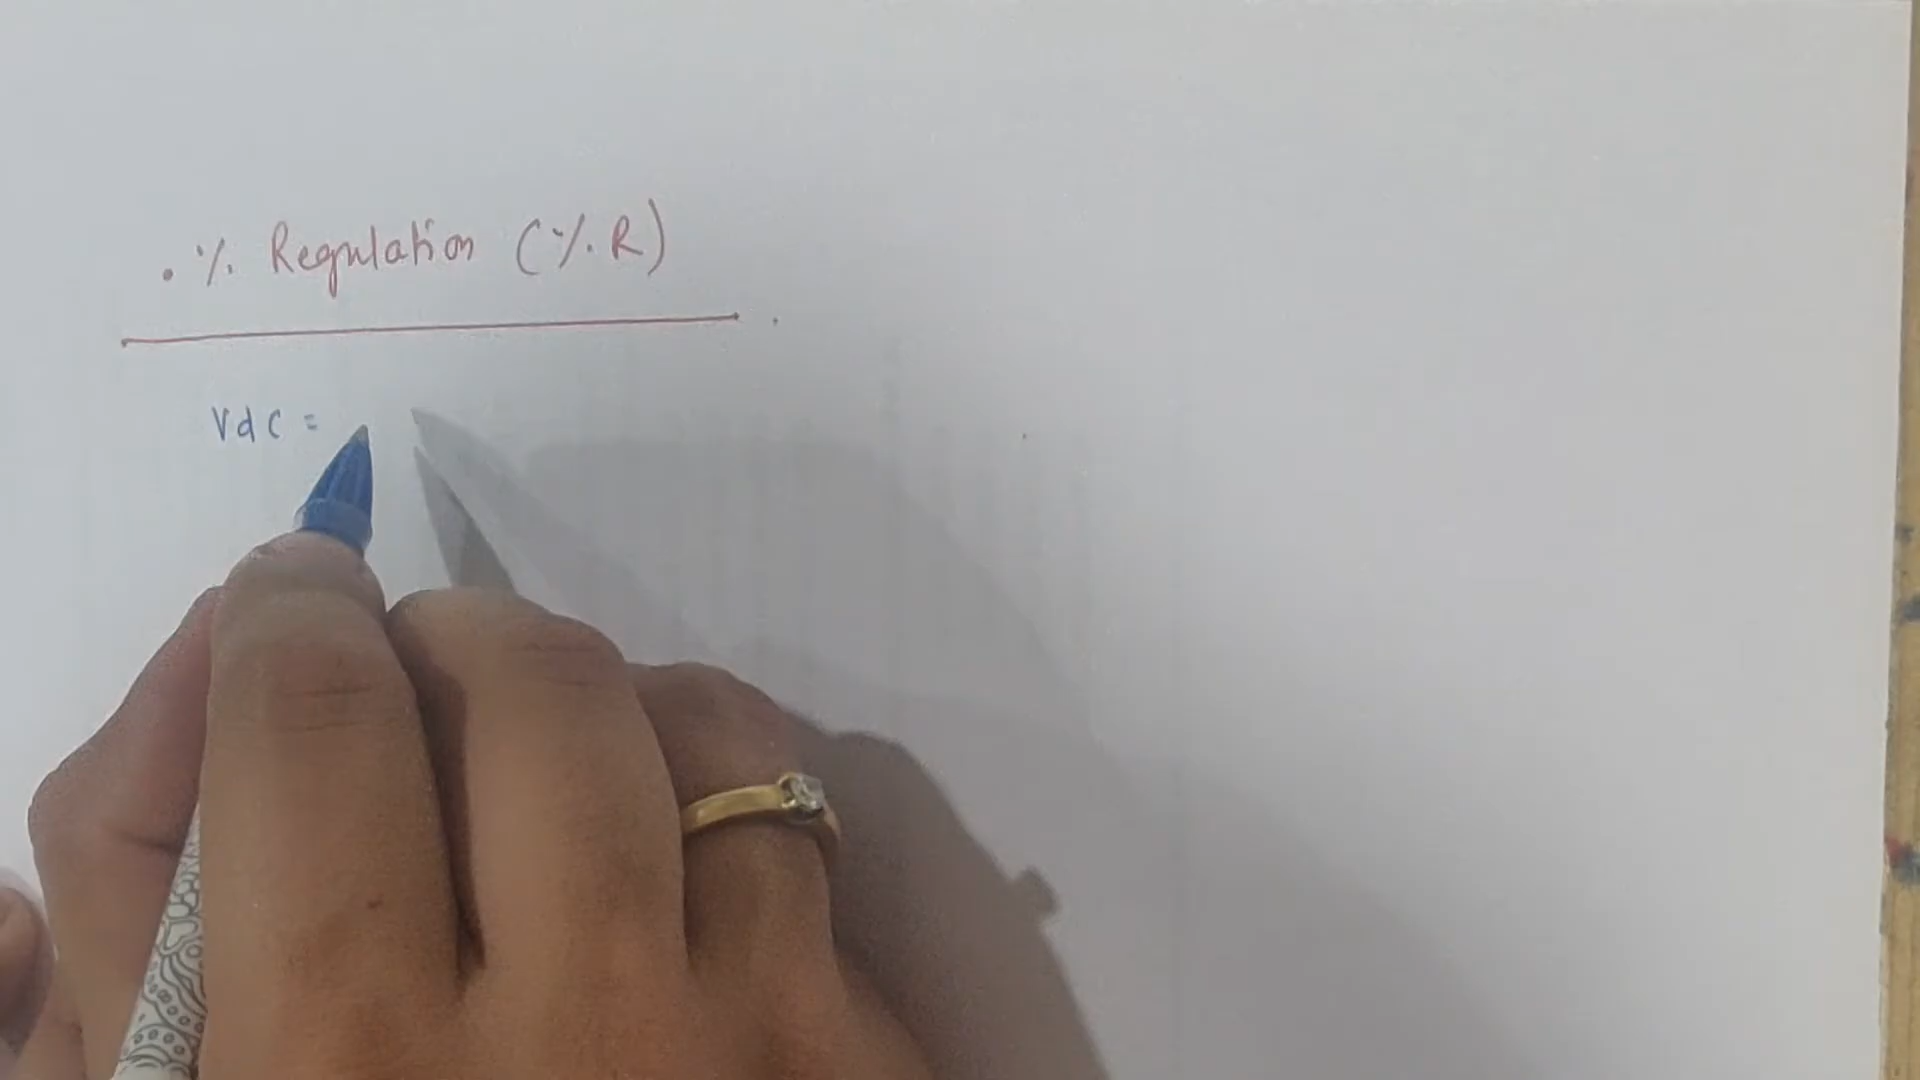 . % Regulation (% R)
Vdc =